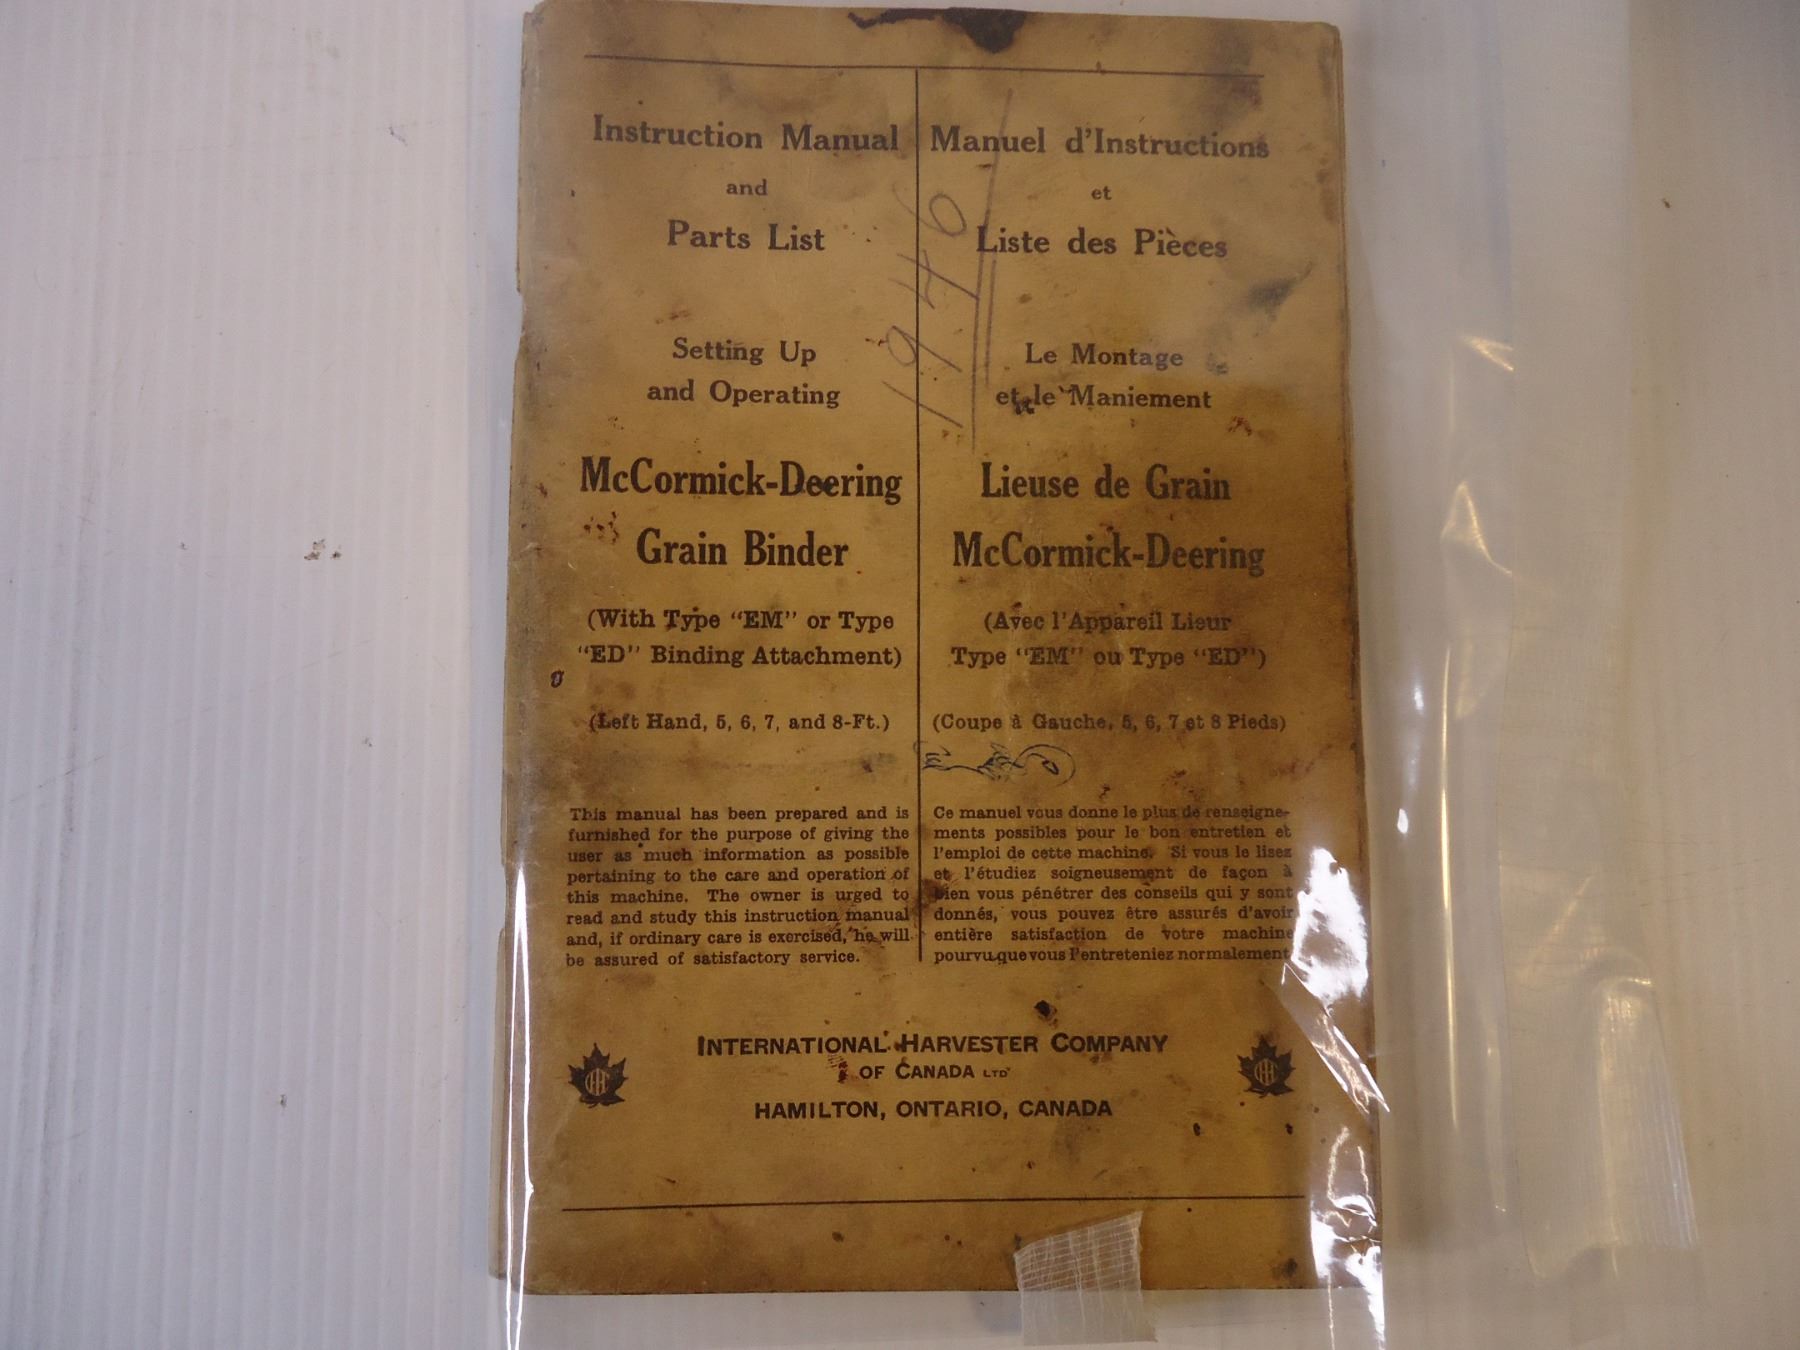 Instruction Manual
and
Parts List
Setting Up
and Operating
McCormick-Deering
Grain Binder
(With Type "EM" or Type
"ED" Binding Attachment)
(Left Hand, 5, 6, 7, and 8-Ft.)
This manual has been prepared and is
furnished for the purpose of giving the
user as much information as possible
pertaining to the care and operation of
this machine. The owner is urged to
read and study this instruction manual
and, if ordinary care is exercised, he will
be assured of satisfactory service.
Manuel d'Instructions
et
Liste des Pièces
Le Montage
et le Maniement
Lieuse de Grain
McCormick-Deering
(Avec l'Appareil Lieur
Type "EM" ou Type "ED")
(Coupe à Gauche, 5, 6, 7 et 8 Pieds)
Ce manuel vous donne le plus de renseigne-
ments possibles pour le bon entretien et
l'emploi de cette machine. Si vous le lisez
et l'étudiez soigneusement de façon à
bien vous pénétrer des conseils qui y sont
donnés, vous pouvez être assurés d'avoir
entière satisfaction de votre machine
pourvu que vous l'entreteniez normalement
1946
INTERNATIONAL HARVESTER COMPANY
OF CANADA LTD
HAMILTON, ONTARIO, CANADA
IHC
IHC